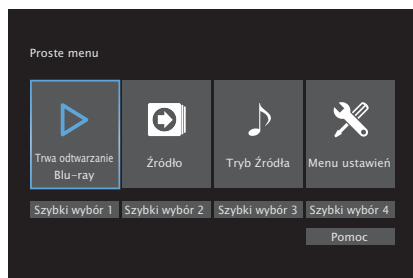 Proste menu
Trwa odtwarzanie
Blu-ray
Źródło
Tryb Źródła
Menu ustawień
Szybki wybór 1
Szybki wybór 2
Szybki wybór 3
Szybki wybór 4
Pomoc